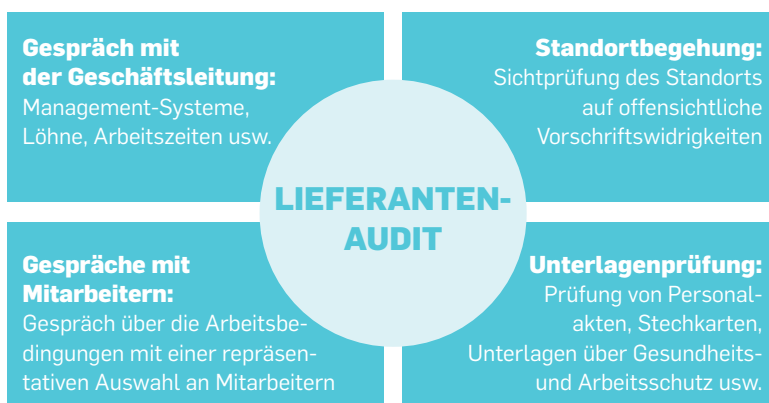 Gespräch mit
der Geschäftsleitung:
Management-Systeme,
Löhne, Arbeitszeiten usw.
Standortbegehung:
Sichtprüfung des Standorts
auf offensichtliche
Vorschriftswidrigkeiten
LIEFERANTEN-
AUDIT
Gespräche mit
Mitarbeitern:
Gespräch über die Arbeitsbe-
dingungen mit einer repräsen-
tativen Auswahl an Mitarbeitern
Unterlagenprüfung:
Prüfung von Personal-
akten, Stechkarten,
Unterlagen über Gesundheits-
und Arbeitsschutz usw.